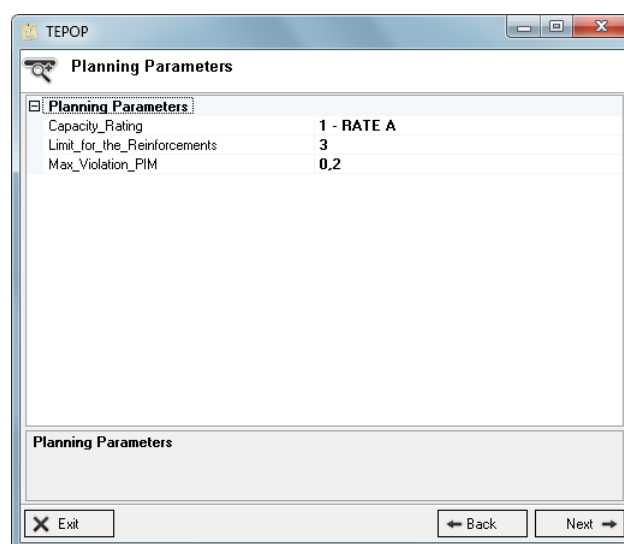 TEPOP
Planning Parameters
Planning Parameters
Capacity_Rating 1 - RATE A
Limit_for_the_Reinforcements 3
Max_Violation_PIM 0,2
Planning Parameters
Exit Back Next